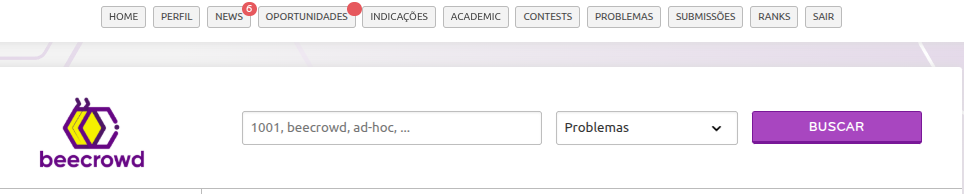 HOME PERFIL NEWS 6 OPORTUNIDADES INDICAÇÕES ACADEMIC CONTESTS PROBLEMAS SUBMISSÕES RANKS SAIR
1001, beecrowd, ad-hoc, ... Problemas BUSCAR
beecrowd